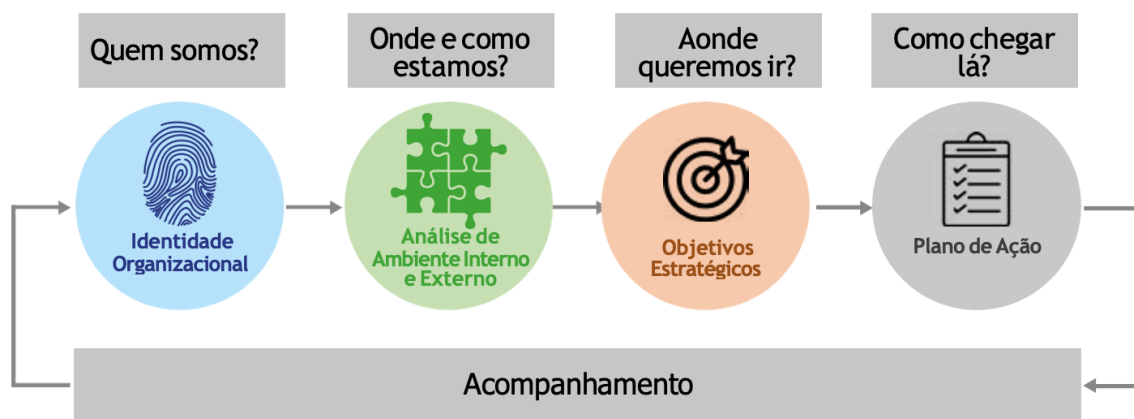 Quem somos?
Onde e como
estamos?
Aonde
queremos ir?
Como chegar
lá?
Identidade
Organizacional
Análise de
Ambiente Interno
e Externo
Objetivos
Estratégicos
Plano de Ação
Acompanhamento